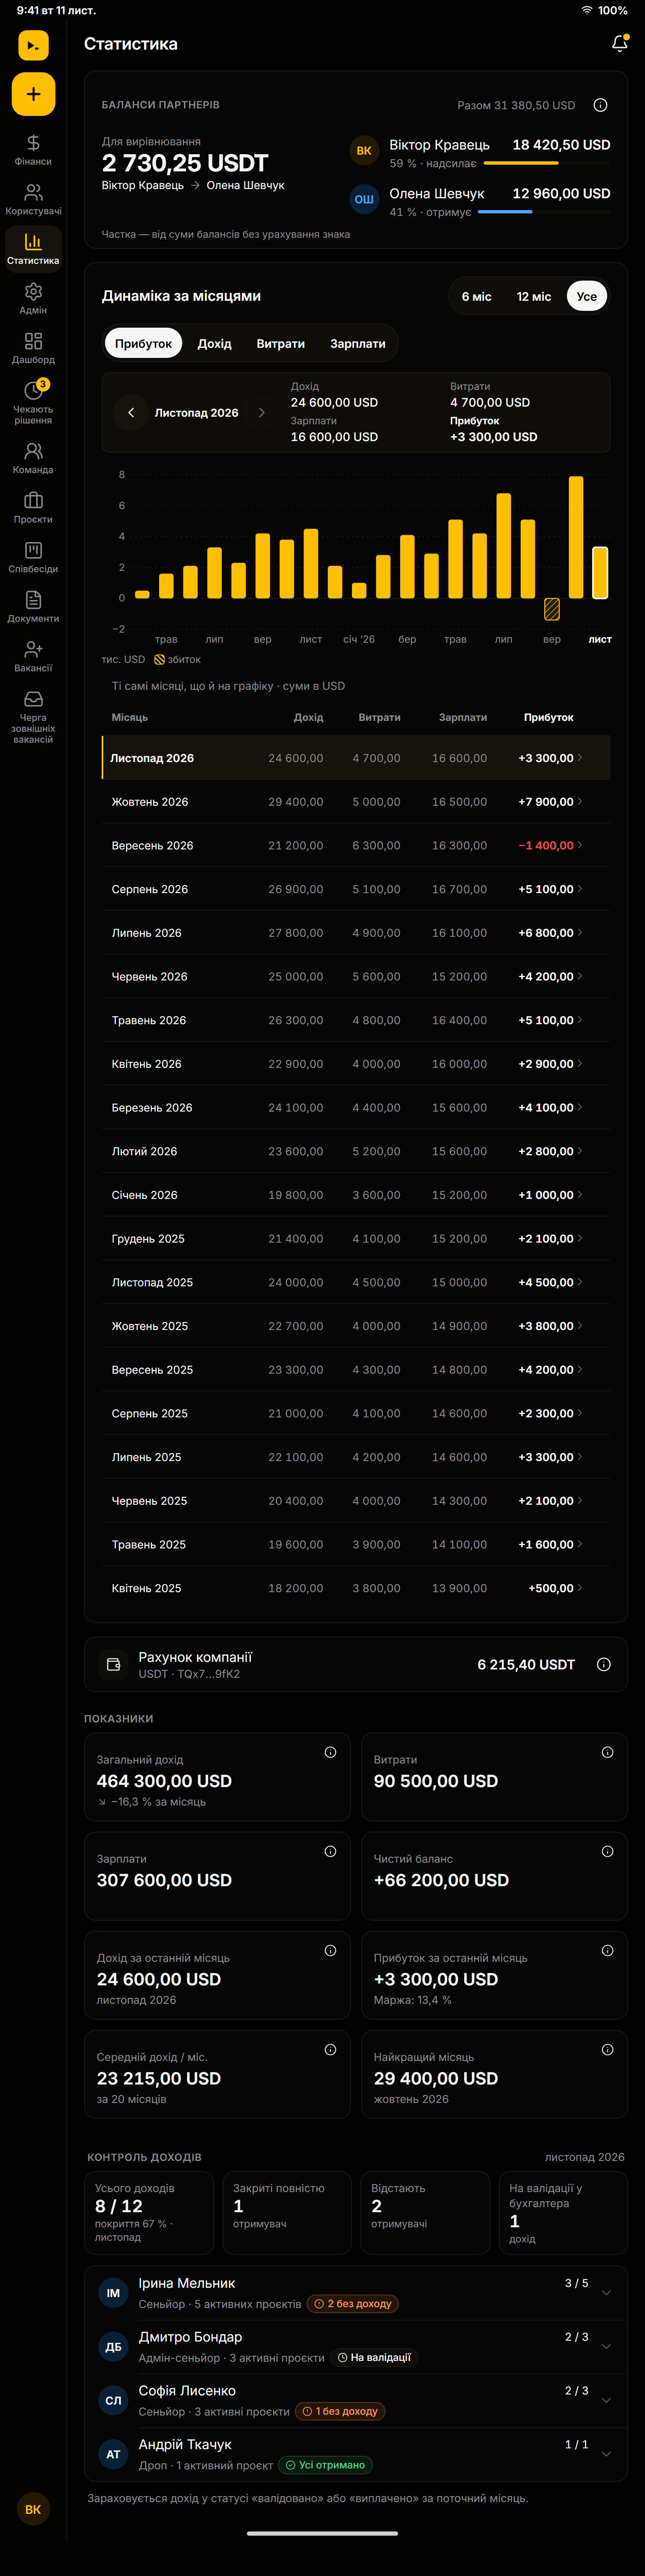 9:41 вт 11 лист.
100%
Фінанси
Користувачі
Статистика
Адмін
Дашборд
3
Чекають
рішення
Команда
Проєкти
Співбесіди
Документи
Вакансії
Черга
зовнішніх
вакансій
ВК
Статистика
БАЛАНСИ ПАРТНЕРІВ
Разом 31 380,50 USD
Для вирівнювання
2 730,25 USDT
Віктор Кравець → Олена Шевчук
ВК
Віктор Кравець 18 420,50 USD
59 % · надсилає
ОШ
Олена Шевчук 12 960,00 USD
41 % · отримує
Частка — від суми балансів без урахування знака
Динаміка за місяцями
6 міс 12 міс Усе
Прибуток Дохід Витрати Зарплати
Листопад 2026
Дохід
24 600,00 USD
Витрати
4 700,00 USD
Зарплати
16 600,00 USD
Прибуток
+3 300,00 USD
8
6
4
2
0
−2
трав лип вер лист січ '26 бер трав лип вер лист
тис. USD збиток
Ті самі місяці, що й на графіку · суми в USD
Місяць Дохід Витрати Зарплати Прибуток
Листопад 2026 24 600,00 4 700,00 16 600,00 +3 300,00
Жовтень 2026 29 400,00 5 000,00 16 500,00 +7 900,00
Вересень 2026 21 200,00 6 300,00 16 300,00 −1 400,00
Серпень 2026 26 900,00 5 100,00 16 700,00 +5 100,00
Липень 2026 27 800,00 4 900,00 16 100,00 +6 800,00
Червень 2026 25 000,00 5 600,00 15 200,00 +4 200,00
Травень 2026 26 300,00 4 800,00 16 400,00 +5 100,00
Квітень 2026 22 900,00 4 000,00 16 000,00 +2 900,00
Березень 2026 24 100,00 4 400,00 15 600,00 +4 100,00
Лютий 2026 23 600,00 5 200,00 15 600,00 +2 800,00
Січень 2026 19 800,00 3 600,00 15 200,00 +1 000,00
Грудень 2025 21 400,00 4 100,00 15 200,00 +2 100,00
Листопад 2025 24 000,00 4 500,00 15 000,00 +4 500,00
Жовтень 2025 22 700,00 4 000,00 14 900,00 +3 800,00
Вересень 2025 23 300,00 4 300,00 14 800,00 +4 200,00
Серпень 2025 21 000,00 4 100,00 14 600,00 +2 300,00
Липень 2025 22 100,00 4 200,00 14 600,00 +3 300,00
Червень 2025 20 400,00 4 000,00 14 300,00 +2 100,00
Травень 2025 19 600,00 3 900,00 14 100,00 +1 600,00
Квітень 2025 18 200,00 3 800,00 13 900,00 +500,00
Рахунок компанії
USDT · TQx7…9fK2
6 215,40 USDT
ПОКАЗНИКИ
Загальний дохід
464 300,00 USD
−16,3 % за місяць
Витрати
90 500,00 USD
Зарплати
307 600,00 USD
Чистий баланс
+66 200,00 USD
Дохід за останній місяць
24 600,00 USD
листопад 2026
Прибуток за останній місяць
+3 300,00 USD
Маржа: 13,4 %
Середній дохід / міс.
23 215,00 USD
за 20 місяців
Найкращий місяць
29 400,00 USD
жовтень 2026
КОНТРОЛЬ ДОХОДІВ
листопад 2026
Усього доходів
8 / 12
покриття 67 % ·
листопад
Закриті повністю
1
отримувач
Відстають
2
отримувачі
На валідації у
бухгалтера
1
дохід
ІМ
Ірина Мельник 3 / 5
Сеньйор · 5 активних проєктів 2 без доходу
ДБ
Дмитро Бондар 2 / 3
Адмін-сеньйор · 3 активні проєкти На валідації
СЛ
Софія Лисенко 2 / 3
Сеньйор · 3 активні проєкти 1 без доходу
АТ
Андрій Ткачук 1 / 1
Дроп · 1 активний проєкт Усі отримано
Зараховується дохід у статусі «валідовано» або «виплачено» за поточний місяць.